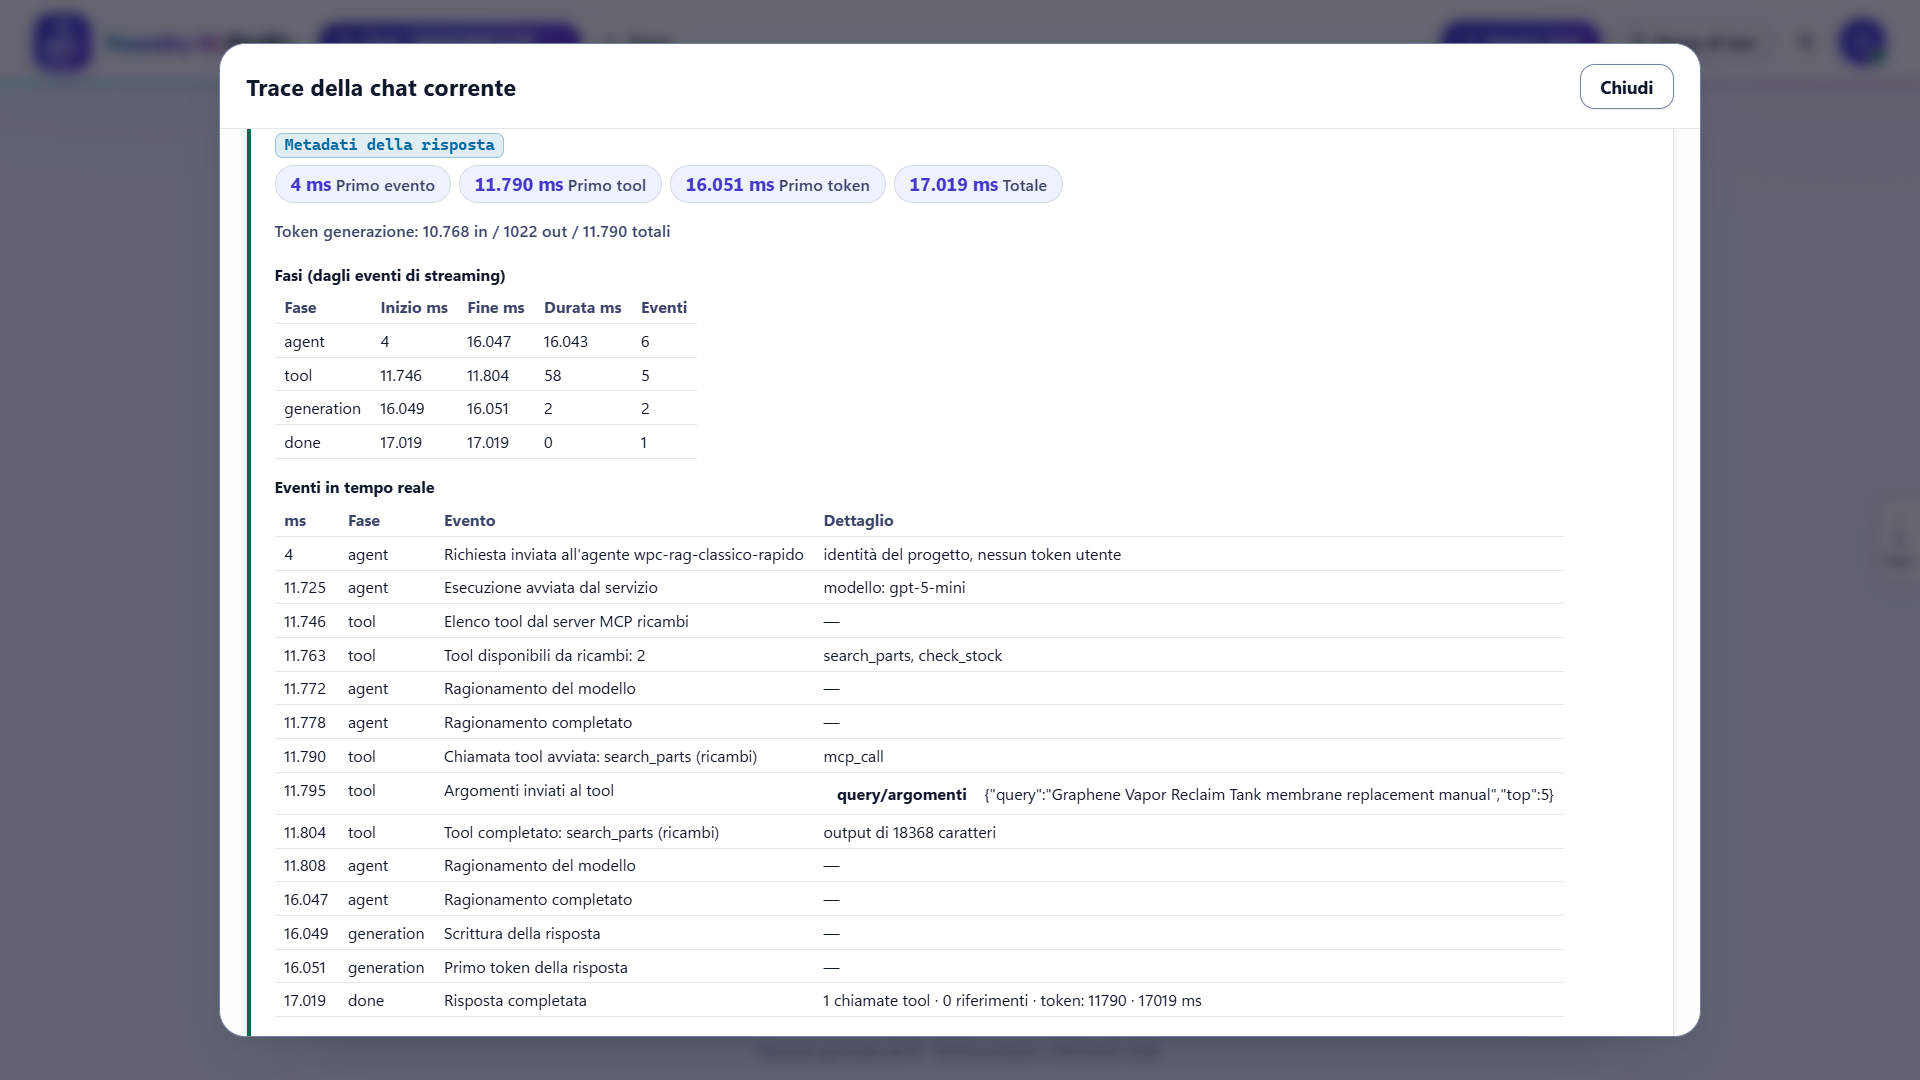 Trace della chat corrente
Chiudi
Metadati della risposta
4 ms Primo evento
11.790 ms Primo tool
16.051 ms Primo token
17.019 ms Totale
Token generazione: 10.768 in / 1022 out / 11.790 totali
Fasi (dagli eventi di streaming)
Fase Inizio ms Fine ms Durata ms Eventi
agent 4 16.047 16.043 6
tool 11.746 11.804 58 5
generation 16.049 16.051 2 2
done 17.019 17.019 0 1
Eventi in tempo reale
ms Fase Evento Dettaglio
4 agent Richiesta inviata all'agente wpc-rag-classico-rapido identità del progetto, nessun token utente
11.725 agent Esecuzione avviata dal servizio modello: gpt-5-mini
11.746 tool Elenco tool dal server MCP ricambi —
11.763 tool Tool disponibili da ricambi: 2 search_parts, check_stock
11.772 agent Ragionamento del modello —
11.778 agent Ragionamento completato —
11.790 tool Chiamata tool avviata: search_parts (ricambi) mcp_call
11.795 tool Argomenti inviati al tool query/argomenti {"query":"Graphene Vapor Reclaim Tank membrane replacement manual","top":5}
11.804 tool Tool completato: search_parts (ricambi) output di 18368 caratteri
11.808 agent Ragionamento del modello —
16.047 agent Ragionamento completato —
16.049 generation Scrittura della risposta —
16.051 generation Primo token della risposta —
17.019 done Risposta completata 1 chiamate tool · 0 riferimenti · token: 11790 · 17019 ms